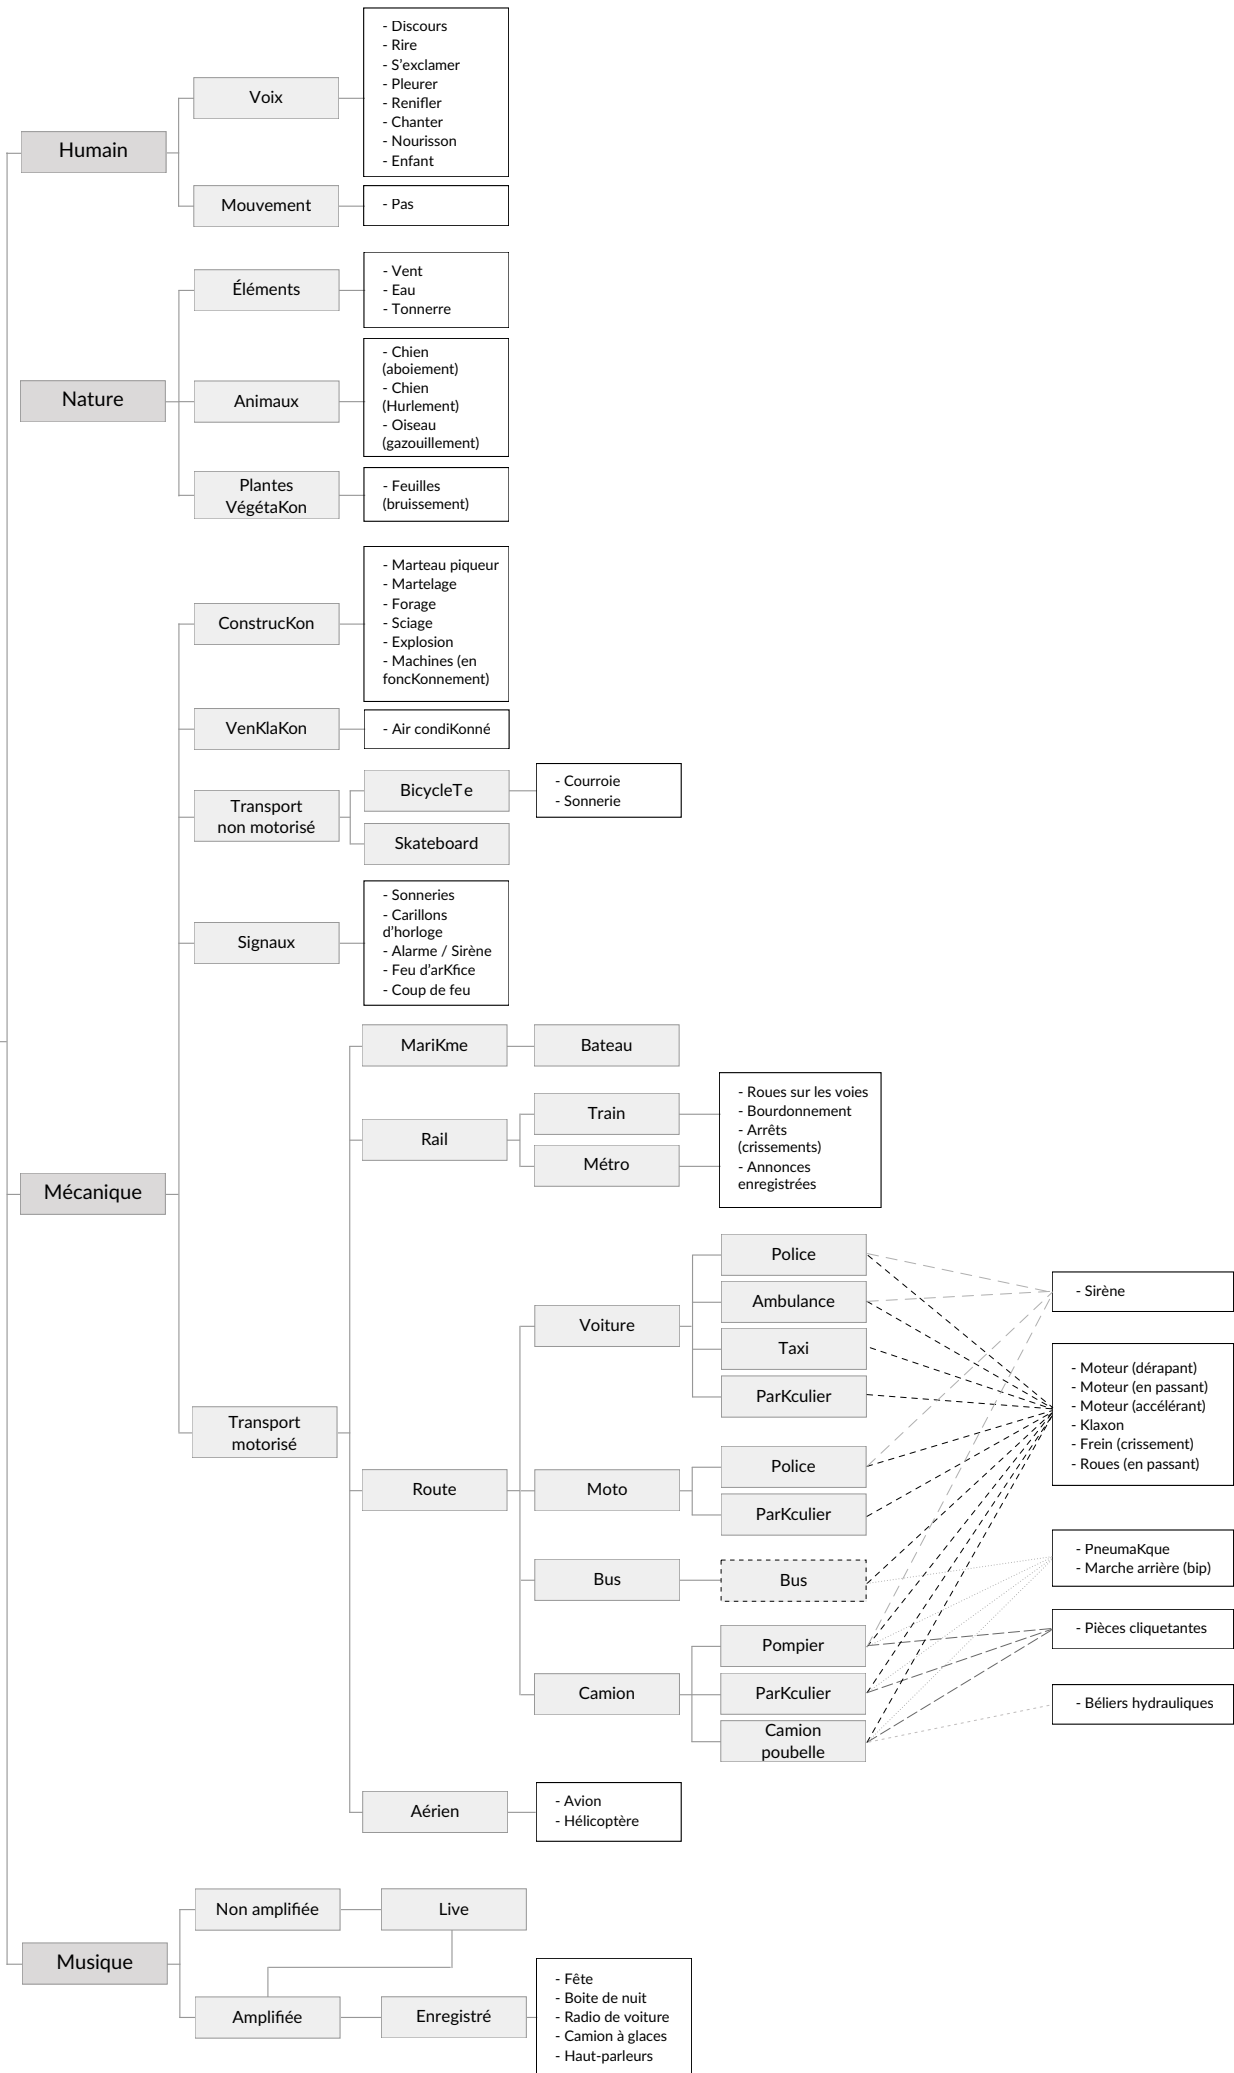 Humain
Voix
- Discours
- Rire
- S'exclamer
- Pleurer
- Renifler
- Chanter
- Nourisson
- Enfant
Mouvement
- Pas
Nature
Éléments
- Vent
- Eau
- Tonnerre
Animaux
- Chien
(aboiement)
- Chien
(Hurlement)
- Oiseau
(gazouillement)
Plantes
VégétaKon
- Feuilles
(bruissement)
Mécanique
ConstrucKon
- Marteau piqueur
- Martelage
- Forage
- Sciage
- Explosion
- Machines (en
foncKonnement)
VenKlaKon
- Air condiKonné
Transport
non motorisé
BicycleTe
- Courroie
- Sonnerie
Skateboard
Signaux
- Sonneries
- Carillons
d'horloge
- Alarme / Sirène
- Feu d'arKfice
- Coup de feu
Transport
motorisé
MariKme
Bateau
Rail
Train
Métro
- Roues sur les voies
- Bourdonnement
- Arrêts
(crissements)
- Annonces
enregistrées
Route
Voiture
Police
Ambulance
Taxi
ParKculier
Moto
Police
ParKculier
Bus
Bus
Camion
Pompier
ParKculier
Camion
poubelle
- Sirène
- Moteur (dérapant)
- Moteur (en passant)
- Moteur (accélérant)
- Klaxon
- Frein (crissement)
- Roues (en passant)
- PneumaKque
- Marche arrière (bip)
- Pièces cliquetantes
- Béliers hydrauliques
Aérien
- Avion
- Hélicoptère
Musique
Non amplifiée
Live
Amplifiée
Enregistré
- Fête
- Boite de nuit
- Radio de voiture
- Camion à glaces
- Haut-parleurs